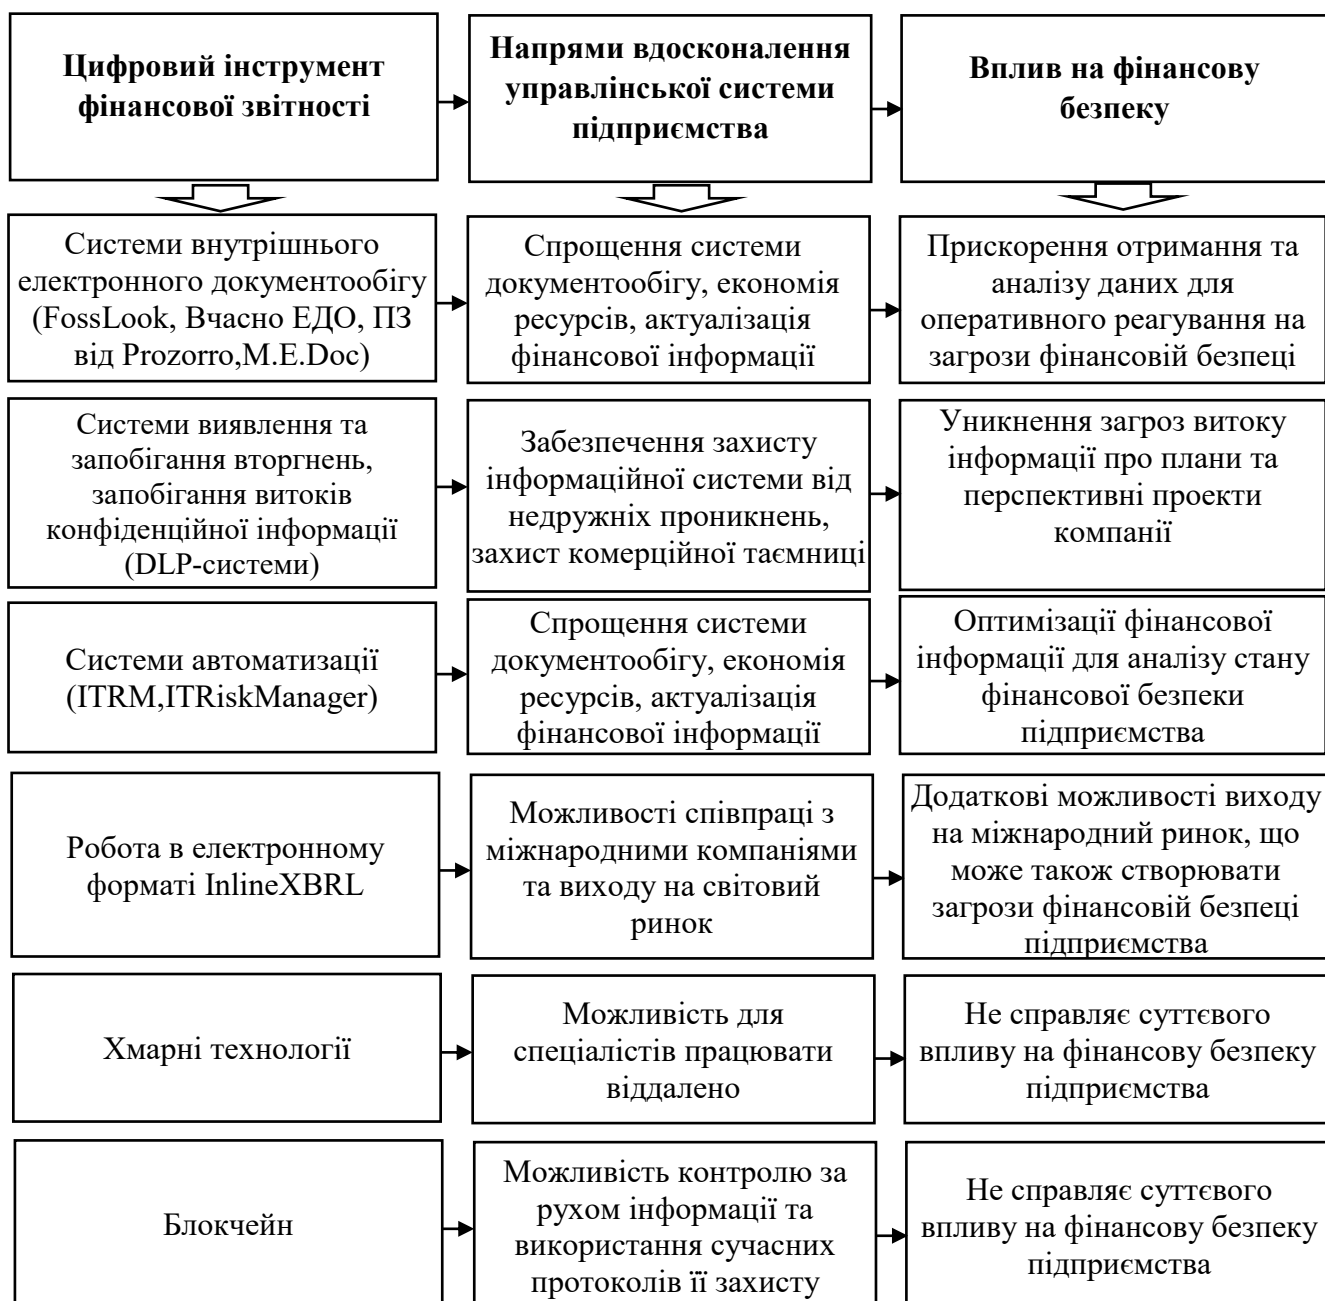 Цифровий інструмент
фінансової звітності
Напрями вдосконалення
управлінської системи
підприємства
Вплив на фінансову
безпеку
Системи внутрішнього
електронного документообігу
(FossLook, Вчасно ЕДО, ПЗ
від Prozorro,M.E.Doc)
Спрощення системи
документообігу, економія
ресурсів, актуалізація
фінансової інформації
Прискорення отримання та
аналізу даних для
оперативного реагування на
загрози фінансовій безпеці
Системи виявлення та
запобігання вторгнень,
запобігання витоків
конфіденційної інформації
(DLP-системи)
Забезпечення захисту
інформаційної системи від
недружніх проникнень,
захист комерційної таємниці
Уникнення загроз витоку
інформації про плани та
перспективні проекти
компанії
Системи автоматизації
(ITRM,ITRiskManager)
Спрощення системи
документообігу, економія
ресурсів, актуалізація
фінансової інформації
Оптимізації фінансової
інформації для аналізу стану
фінансової безпеки
підприємства
Робота в електронному
форматі InlineXBRL
Можливості співпраці з
міжнародними компаніями
та виходу на світовий
ринок
Додаткові можливості виходу
на міжнародний ринок, що
може також створювати
загрози фінансовій безпеці
підприємства
Хмарні технології
Можливість для
спеціалістів працювати
віддалено
Не справляє суттєвого
впливу на фінансову безпеку
підприємства
Блокчейн
Можливість контролю за
рухом інформації та
використання сучасних
протоколів її захисту
Не справляє суттєвого
впливу на фінансову безпеку
підприємства